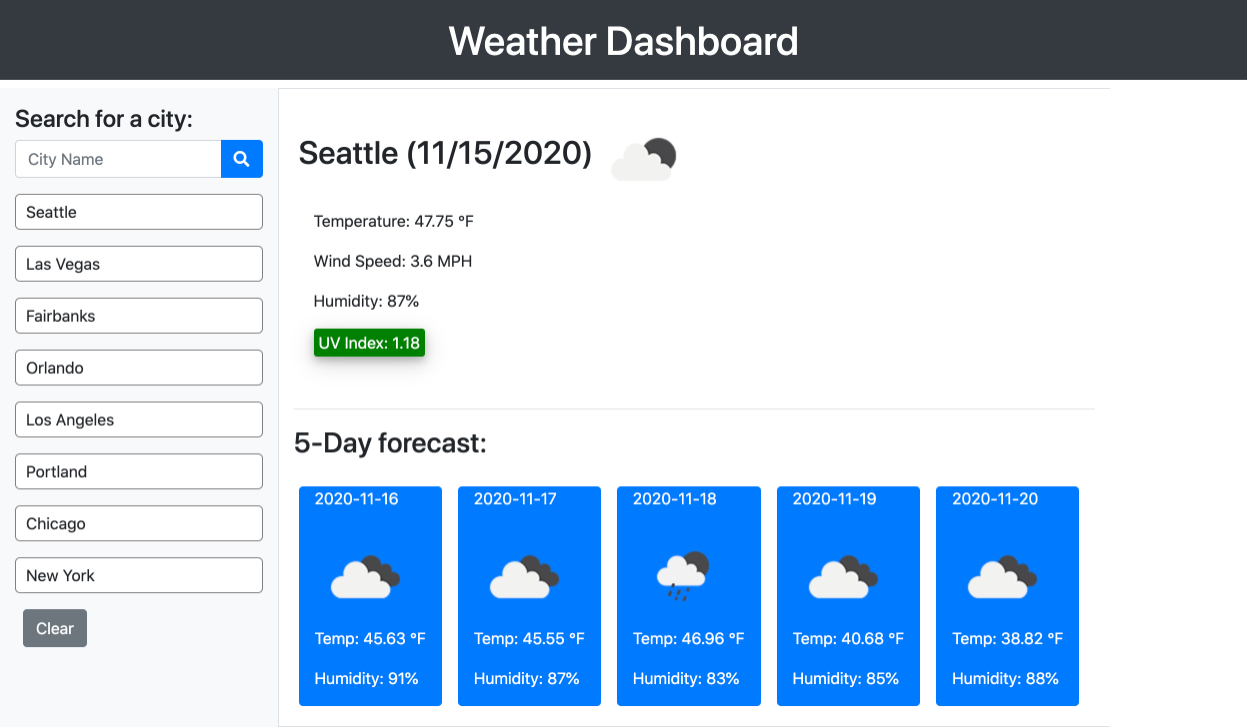 Weather Dashboard
Search for a city:
City Name
Seattle
Las Vegas
Fairbanks
Orlando
Los Angeles
Portland
Chicago
New York
Clear
Seattle (11/15/2020)
Temperature: 47.75 °F
Wind Speed: 3.6 MPH
Humidity: 87%
UV Index: 1.18
5-Day forecast:
2020-11-16
Temp: 45.63 °F
Humidity: 91%
2020-11-17
Temp: 45.55 °F
Humidity: 87%
2020-11-18
Temp: 46.96 °F
Humidity: 83%
2020-11-19
Temp: 40.68 °F
Humidity: 85%
2020-11-20
Temp: 38.82 °F
Humidity: 88%